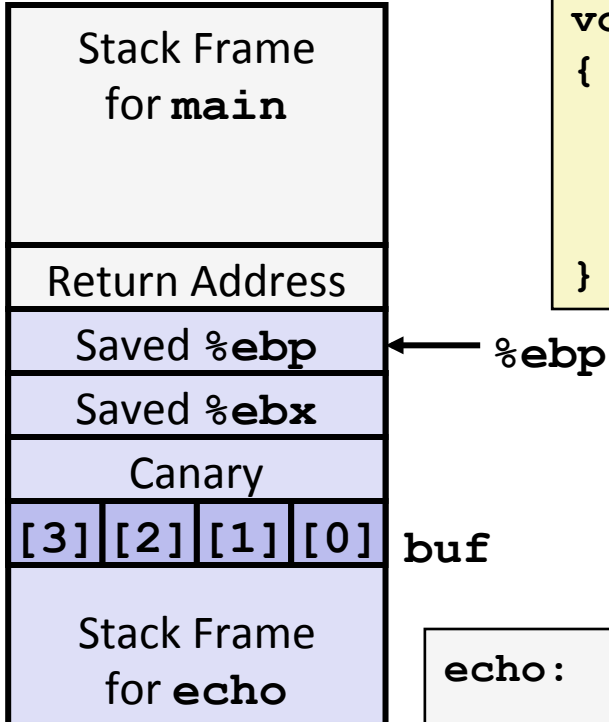 Stack Frame
for main
Return Address
Saved %ebp
%ebp
Saved %ebx
Canary
[3] [2] [1] [0] buf
Stack Frame
for echo
{
}
echo: